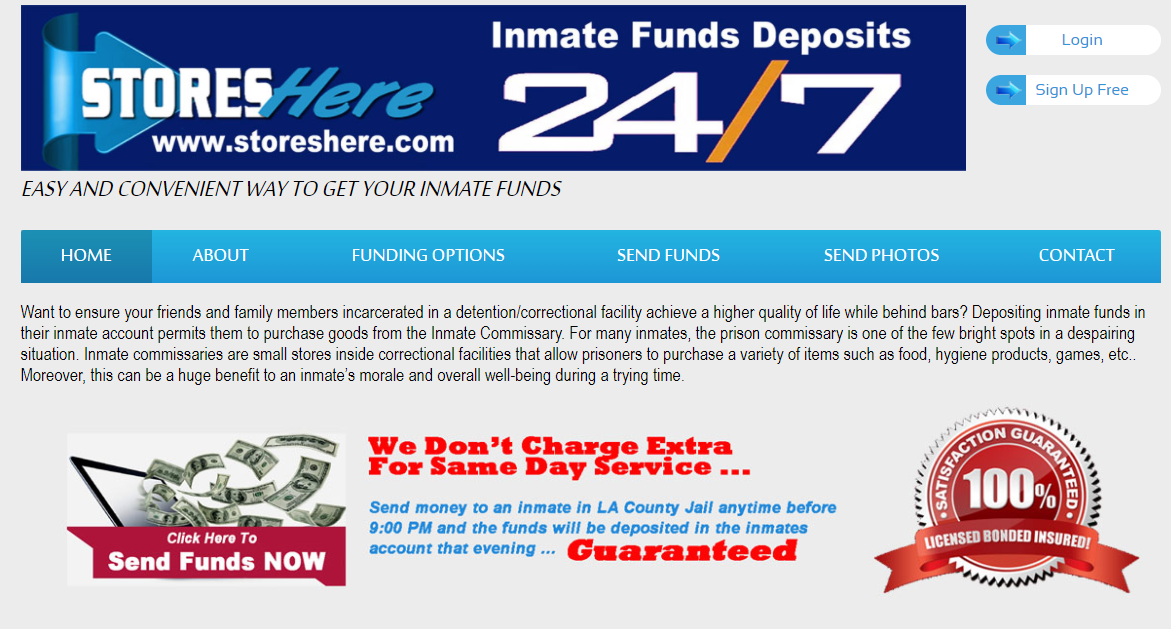 STORESHere
www.storeshere.com
Inmate Funds Deposits
24/7
Login
Sign Up Free
EASY AND CONVENIENT WAY TO GET YOUR INMATE FUNDS
HOME ABOUT FUNDING OPTIONS SEND FUNDS SEND PHOTOS CONTACT
Want to ensure your friends and family members incarcerated in a detention/correctional facility achieve a higher quality of life while behind bars? Depositing inmate funds in
their inmate account permits them to purchase goods from the Inmate Commissary. For many inmates, the prison commissary is one of the few bright spots in a despairing
situation. Inmate commissaries are small stores inside correctional facilities that allow prisoners to purchase a variety of items such as food, hygiene products, games, etc..
Moreover, this can be a huge benefit to an inmate's morale and overall well-being during a trying time.
Click Here To
Send Funds NOW
We Don't Charge Extra
For Same Day Service ...
Send money to an inmate in LA County Jail anytime before
9:00 PM and the funds will be deposited in the inmates
account that evening ... Guaranteed
SATISFACTION GUARANTEED
100%
LICENSED BONDED INSURED!